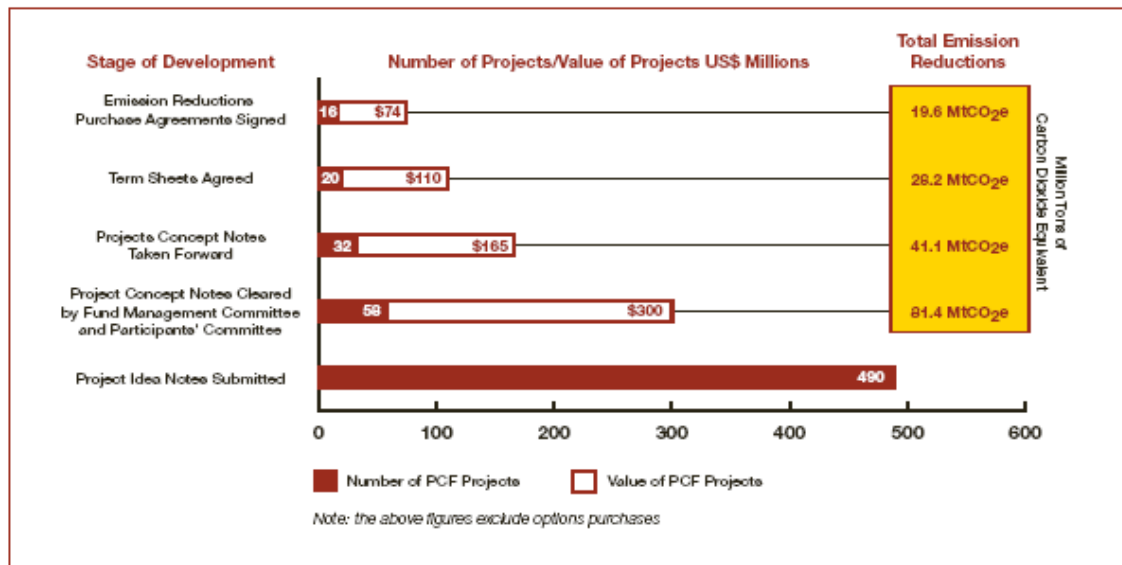 Stage of Development
Number of Projects/Value of Projects US$ Millions
Total Emission
Reductions
Emission Reductions
Purchase Agreements Signed
16
$74
19.6 MtCO2e
Term Sheets Agreed
20
$110
28.2 MtCO2e
Projects Concept Notes
Taken Forward
32
$165
41.1 MtCO2e
Project Concept Notes Cleared
by Fund Management Committee
and Participants' Committee
58
$300
81.4 MtCO2e
Million Tons of
Carbon Dioxide Equivalent
Project Idea Notes Submitted
490
0 100 200 300 400 500 600
Number of PCF Projects
Value of PCF Projects
Note: the above figures exclude options purchases